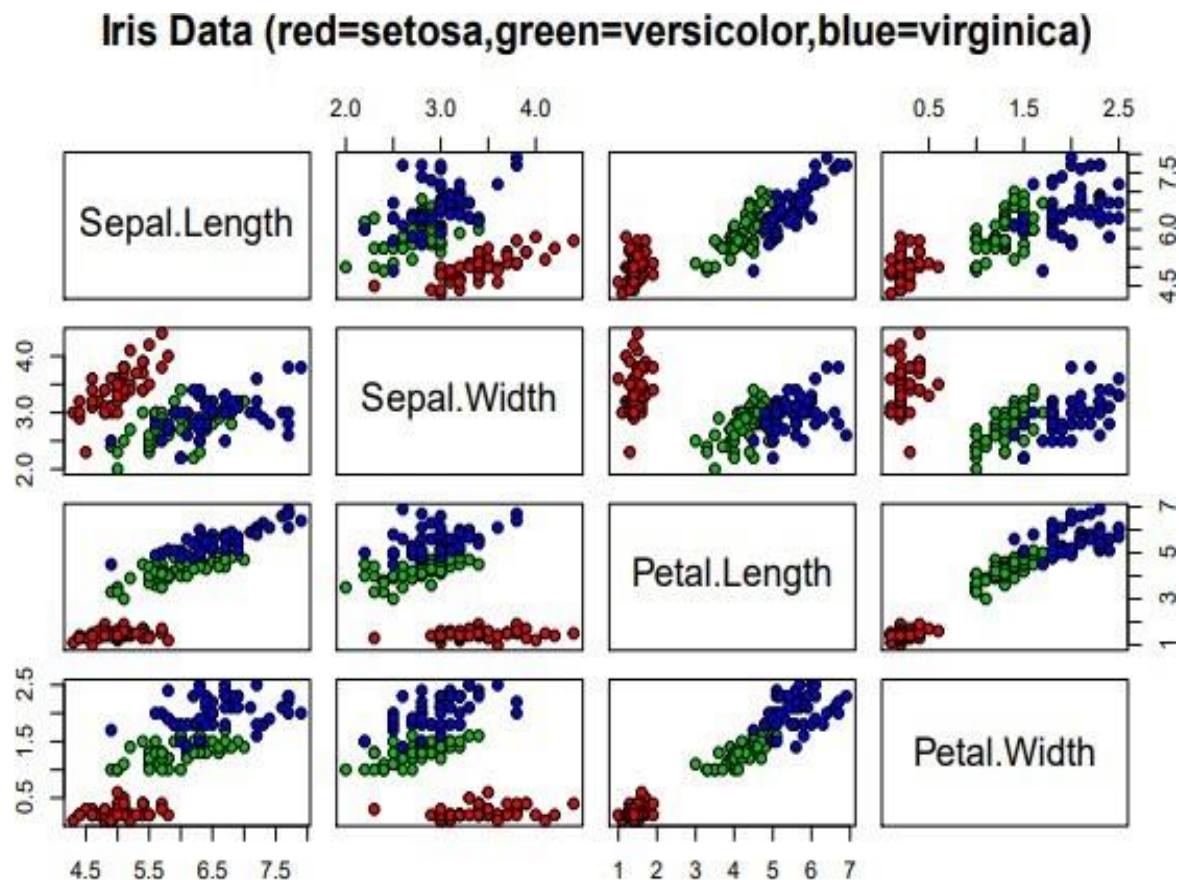 Iris Data (red=setosa,green=versicolor,blue=virginica)
2.0 3.0 4.0
0.5 1.5 2.5
Sepal.Length
4.5 6.0 7.5
2.0 3.0 4.0
Sepal.Width
Petal.Length
1 3 5 7
0.5 1.5 2.5
Petal.Width
4.5 5.5 6.5 7.5
1 2 3 4 5 6 7